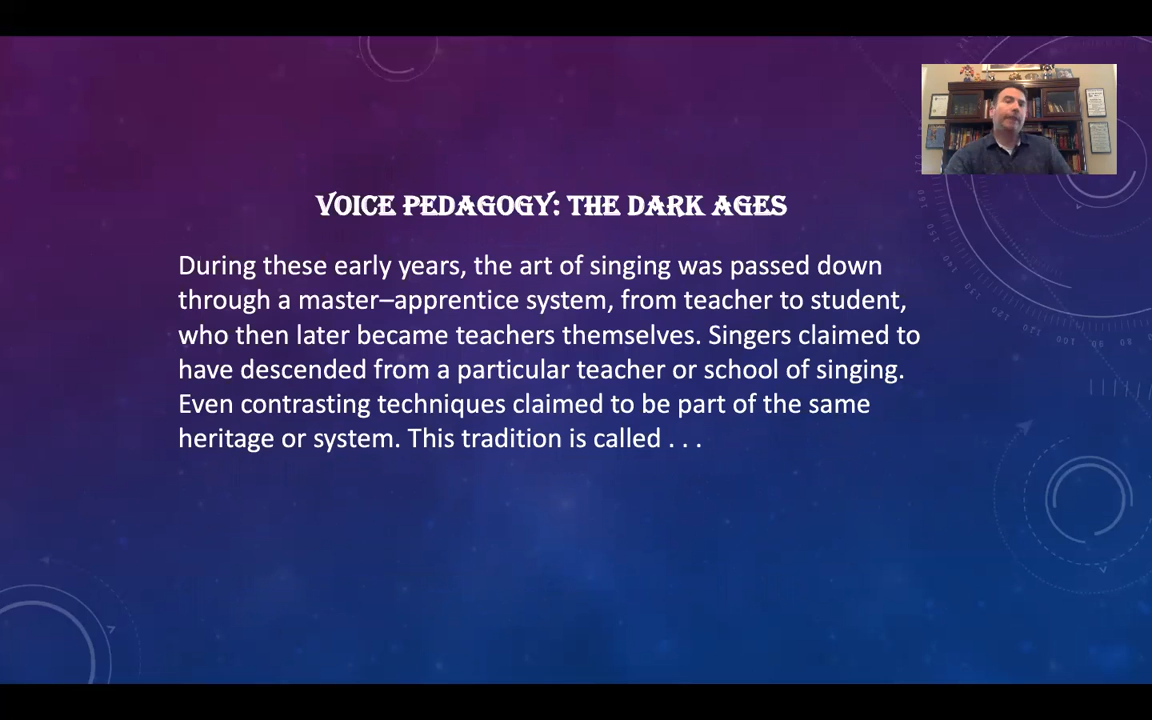 VOICE PEDAGOGY: THE DARK AGES
During these early years, the art of singing was passed down
through a master–apprentice system, from teacher to student,
who then later became teachers themselves. Singers claimed to
have descended from a particular teacher or school of singing.
Even contrasting techniques claimed to be part of the same
heritage or system. This tradition is called . . .